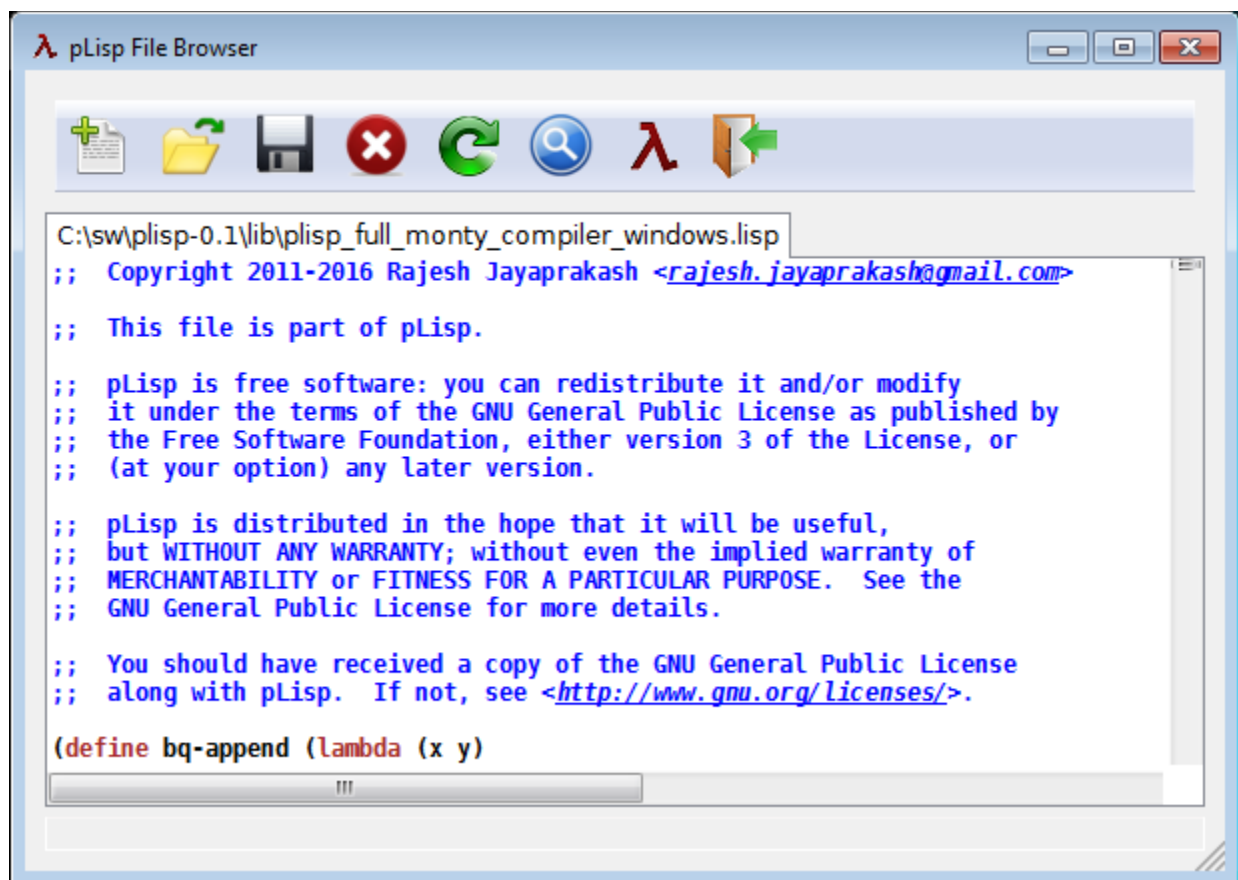 λ pLisp File Browser
λ
C:\sw\plisp-0.1\lib\plisp_full_monty_compiler_windows.lisp
;;  Copyright 2011-2016 Rajesh Jayaprakash <rajesh.jayaprakash@gmail.com>
;;  This file is part of pLisp.
;;  pLisp is free software: you can redistribute it and/or modify
;;  it under the terms of the GNU General Public License as published by
;;  the Free Software Foundation, either version 3 of the License, or
;;  (at your option) any later version.
;;  pLisp is distributed in the hope that it will be useful,
;;  but WITHOUT ANY WARRANTY; without even the implied warranty of
;;  MERCHANTABILITY or FITNESS FOR A PARTICULAR PURPOSE.  See the
;;  GNU General Public License for more details.
;;  You should have received a copy of the GNU General Public License
;;  along with pLisp.  If not, see <http://www.gnu.org/licenses/>.
(define bq-append (lambda (x y)